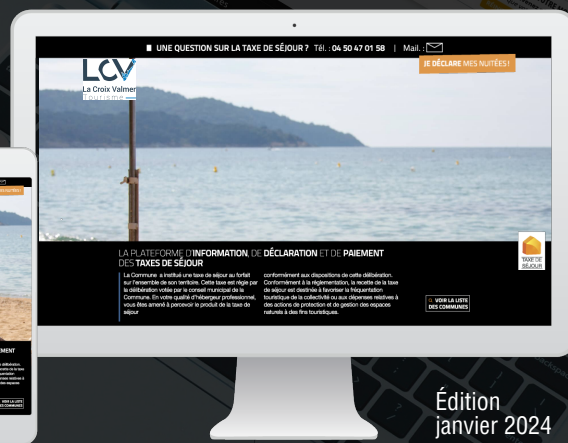 UNE QUESTION SUR LA TAXE DE SÉJOUR ? Tél. : 04 50 47 01 58 | Mail. :
JE DÉCLARE MES NUITÉES !
LCV
La Croix Valmer
Tourisme
LA PLATEFORME D'INFORMATION, DE DÉCLARATION ET DE PAIEMENT
DES TAXES DE SÉJOUR
La Commune a institué une taxe de séjour au forfait
sur l'ensemble de son territoire. Cette taxe est régie par
la délibération votée par le conseil municipal de la
Commune. En votre qualité d'hébergeur professionnel,
vous êtes amené à percevoir le produit de la taxe de
séjour
conformément aux dispositions de cette délibération.
Conformément à la réglementation, la recette de la taxe
de séjour est destinée à favoriser la fréquentation
touristique de la collectivité ou aux dépenses relatives à
des actions de protection et de gestion des espaces
naturels à des fins touristiques.
TAXE DE
SÉJOUR
VOIR LA LISTE
DES COMMUNES
VOIR LA LISTE
DES COMMUNES
Édition
janvier 2024